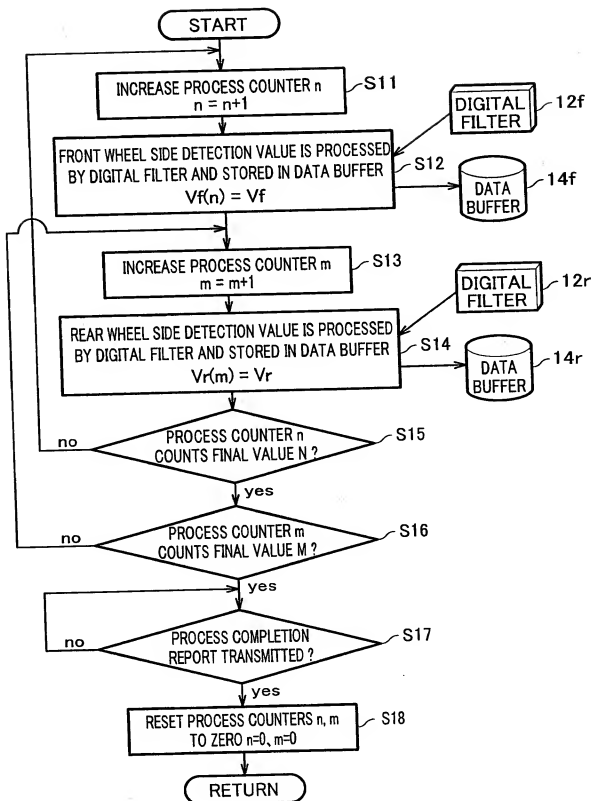 START
INCREASE PROCESS COUNTER n
n = n+1
S11
DIGITAL
FILTER
12f
FRONT WHEEL SIDE DETECTION VALUE IS PROCESSED
BY DIGITAL FILTER AND STORED IN DATA BUFFER
Vf(n) = Vf
S12
DATA
BUFFER
14f
INCREASE PROCESS COUNTER m
m = m+1
S13
DIGITAL
FILTER
12r
REAR WHEEL SIDE DETECTION VALUE IS PROCESSED
BY DIGITAL FILTER AND STORED IN DATA BUFFER
Vr(m) = Vr
S14
DATA
BUFFER
14r
no
PROCESS COUNTER n
COUNTS FINAL VALUE N ?
S15
yes
no
PROCESS COUNTER m
COUNTS FINAL VALUE M ?
S16
yes
no
PROCESS COMPLETION
REPORT TRANSMITTED ?
S17
yes
RESET PROCESS COUNTERS n, m
TO ZERO n=0、m=0
S18
RETURN